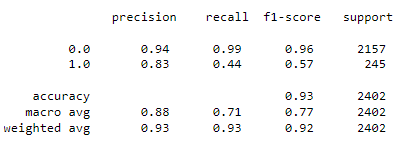 precision recall f1-score support
0.0 0.94 0.99 0.96 2157
1.0 0.83 0.44 0.57 245
accuracy 0.93 2402
macro avg 0.88 0.71 0.77 2402
weighted avg 0.93 0.93 0.92 2402